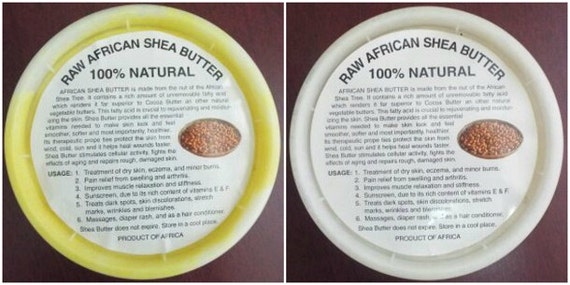 RAW AFRICAN SHEA BUTTER
100% NATURAL
AFRICAN SHEA BUTTER is made from the nut of the African
Shea Tree. It contains a rich amount of unremovable fatty acid
which renders it far superior to Cocoa Butter an other natural
vegetable butters. This fatty acid is crucial to rejuvenating and moistur-
izing the skin. Shea Butter provides all the essential
vitamins needed to make skin look and feel
smoother, softer and most importantly, healthier.
Its therapeutic prope ties protect the skin from
wind, cold, sun and it helps heal wounds faster
Shea Butter stimulates cellular activity, fights the
effects of aging and repairs rough, damaged skin.
USAGE: 1. Treatment of dry skin, eczema, and minor burns.
2. Pain relief from swelling and arthritis.
3. Improves muscle relaxation and stiffness.
4. Sunscreen, due to its rich content of vitamins E & F.
5. Treats dark spots, skin discolorations, stretch
marks, wrinkles and blemishes.
6. Massages, diaper rash, and as a hair conditioner.
Shea Butter does not expire. Store in a cool place.
PRODUCT OF AFRICA
RAW AFRICAN SHEA BUTTER
100% NATURAL
AFRICAN SHEA BUTTER is made from the nut of the African
Shea Tree. It contains a rich amount of unremovable fatty acid
which renders it far superior to Cocoa Butter an other natural
vegetable butters. This fatty acid is crucial to rejuvenating and moistur-
izing the skin. Shea Butter provides all the essential
vitamins needed to make skin look and feel
smoother, softer and most importantly, healthier.
Its therapeutic prope ties protect the skin from
wind, cold, sun and it helps heal wounds faster
Shea Butter stimulates cellular activity, fights the
effects of aging and repairs rough, damaged skin.
USAGE: 1. Treatment of dry skin, eczema, and minor burns.
2. Pain relief from swelling and arthritis.
3. Improves muscle relaxation and stiffness.
4. Sunscreen, due to its rich content of vitamins E & F.
5. Treats dark spots, skin discolorations, stretch
marks, wrinkles and blemishes.
6. Massages, diaper rash, and as a hair conditioner.
Shea Butter does not expire. Store in a cool place.
PRODUCT OF AFRICA